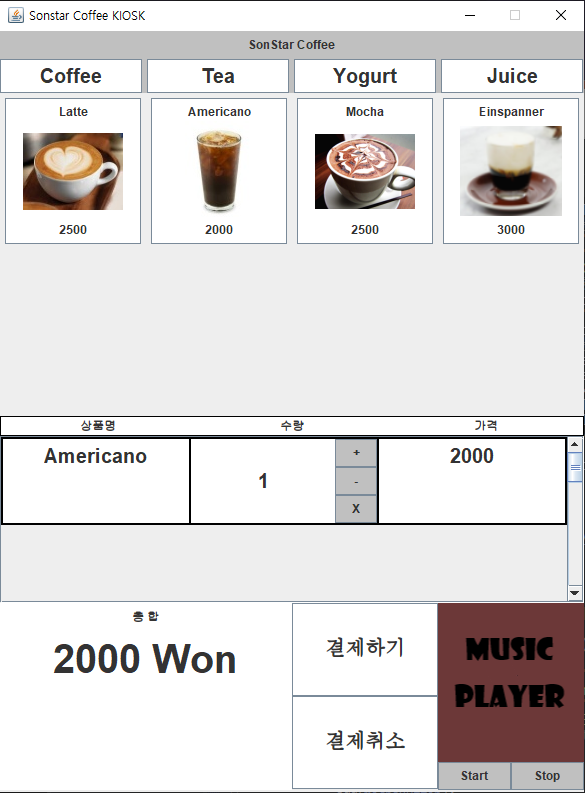 Sonstar Coffee KIOSK
SonStar Coffee
Coffee Tea Yogurt Juice
Latte Americano Mocha Einspanner
2500 2000 2500 3000
상품명 수량 가격
Americano 1 + - X 2000
총 합
2000 Won
결제하기
결제취소
MUSIC
PLAYER
Start Stop